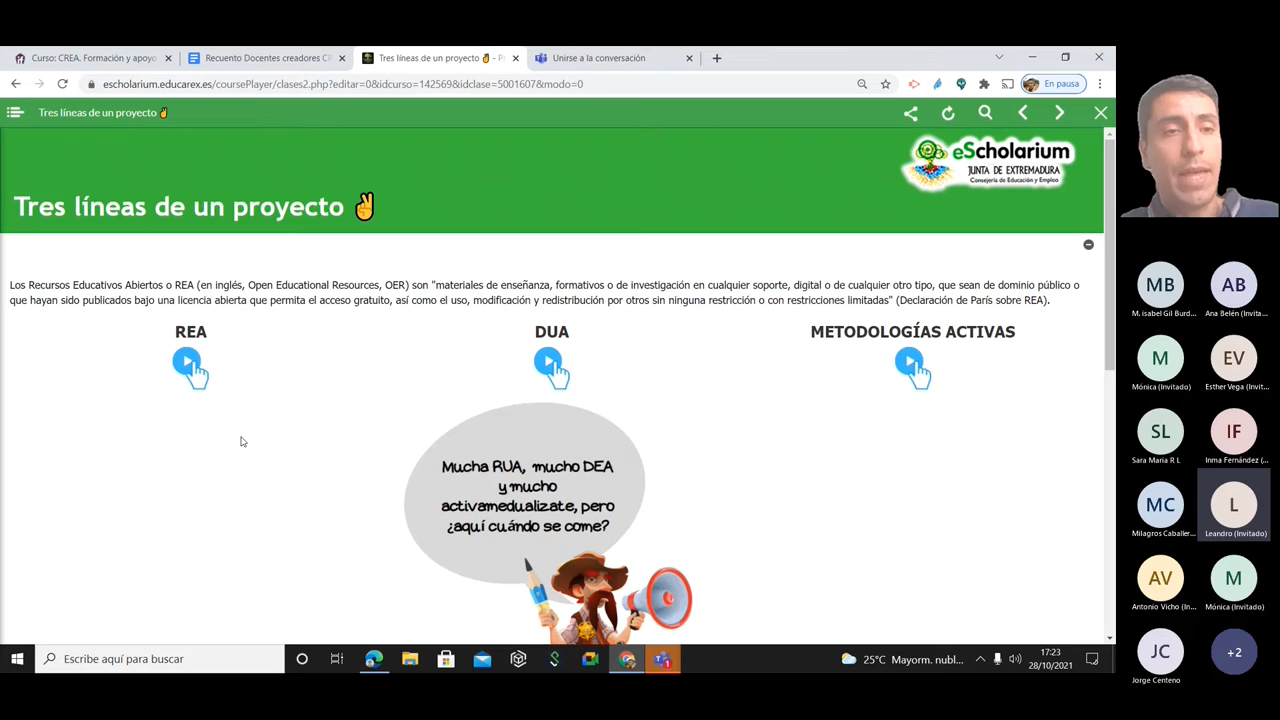 Curso: CREA. Formación y apoyo
Recuento Docentes creadores CR
Tres líneas de un proyecto ✌ - P
Unirse a la conversación
escholarium.educarex.es/coursePlayer/clases2.php?editar=0&idcurso=142569&idclase=5001607&modo=0
En pausa
Tres líneas de un proyecto ✌
eScholarium
JUNTA DE EXTREMADURA
Consejería de Educación y Empleo
Tres líneas de un proyecto ✌
Los Recursos Educativos Abiertos o REA (en inglés, Open Educational Resources, OER) son "materiales de enseñanza, formativos o de investigación en cualquier soporte, digital o de cualquier otro tipo, que sean de dominio público o
que hayan sido publicados bajo una licencia abierta que permita el acceso gratuito, así como el uso, modificación y redistribución por otros sin ninguna restricción o con restricciones limitadas" (Declaración de París sobre REA).
REA
DUA
METODOLOGÍAS ACTIVAS
Mucha RUA, mucho DEA
y mucho
activamedualizate, pero
¿aquí cuándo se come?
MB
M. isabel Gil Burd...
AB
Ana Belén (Invita...
M
Mónica (Invitado)
EV
Esther Vega (Invit...
SL
Sara Maria R L
IF
Inma Fernández (...
MC
Milagros Caballer...
L
Leandro (Invitado)
AV
Antonio Vicho (In...
M
Mónica (Invitado)
JC
Jorge Centeno
+2
Escribe aquí para buscar
25°C Mayorm. nubl...
17:23
28/10/2021